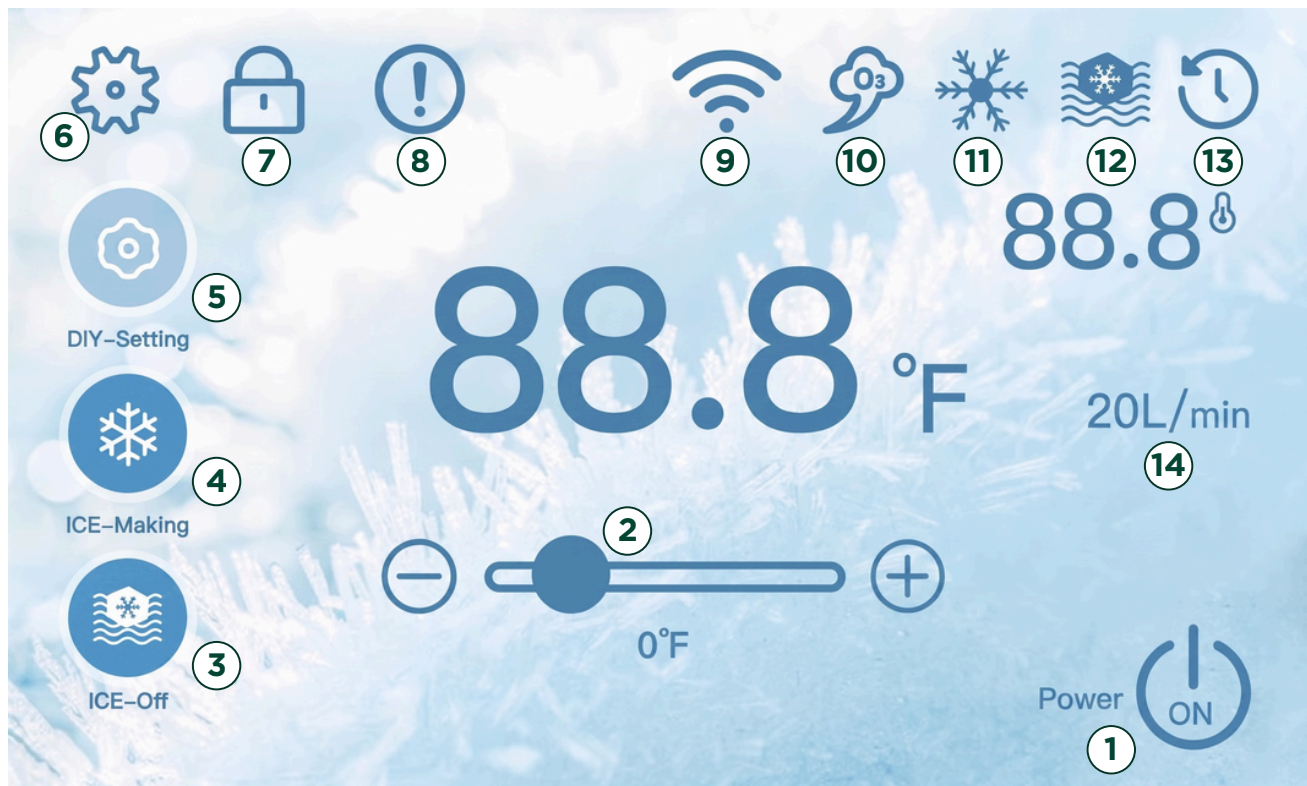 O3
6
7
8
9
10
11
12
13
88.8
5
DIY-Setting
88.8 °F
20L/min
14
4
ICE-Making
2
0°F
3
ICE-Off
Power
ON
1